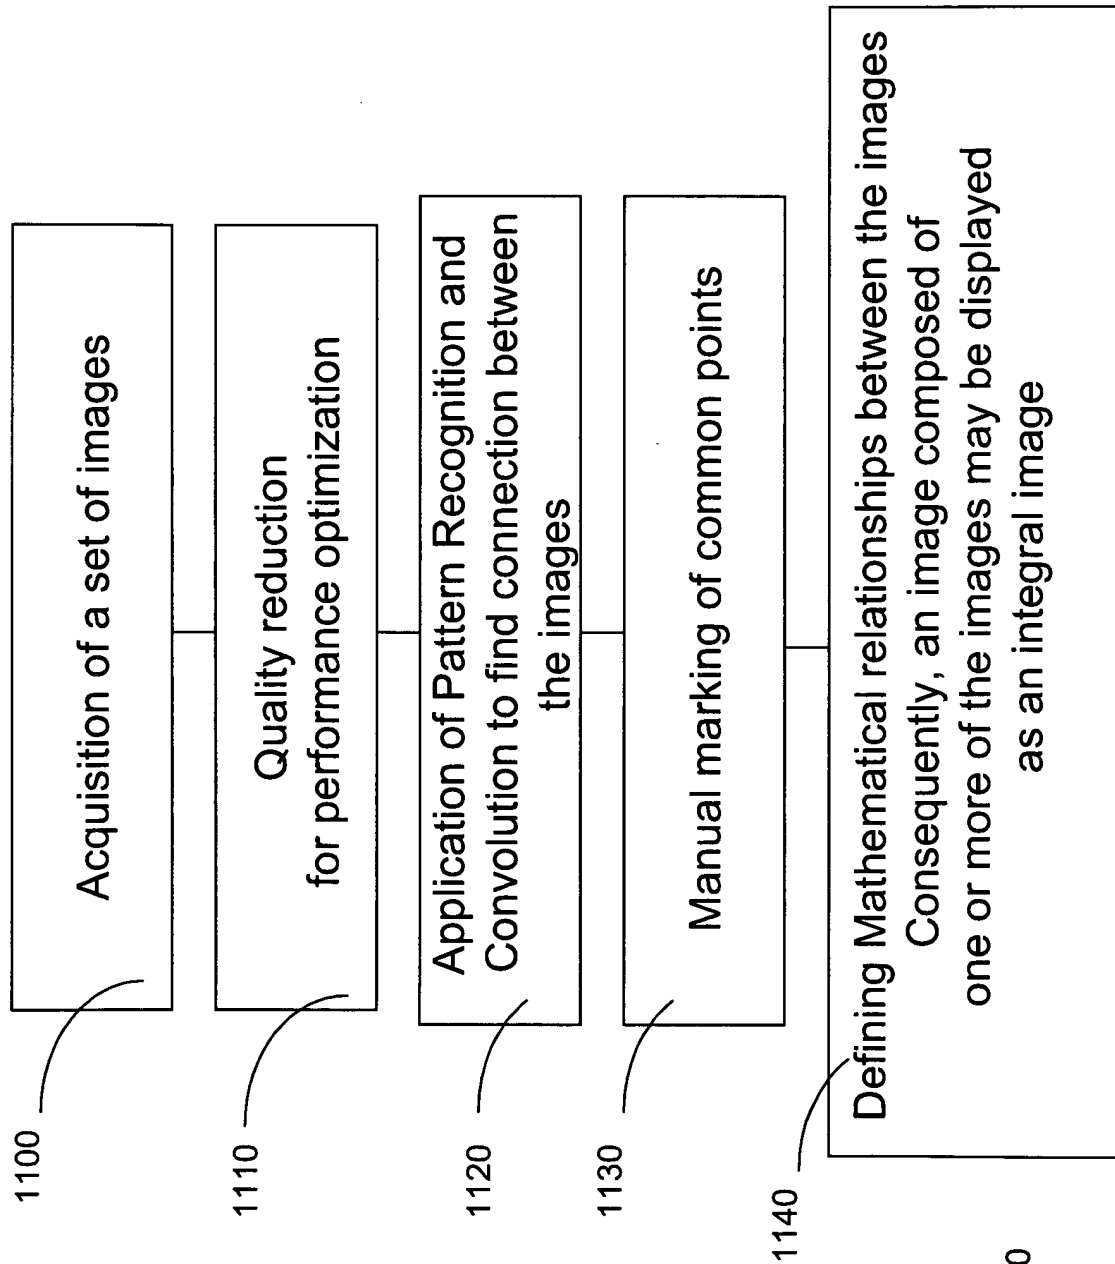 1100
Acquisition of a set of images
1110
Quality reduction
for performance optimization
1120
Application of Pattern Recognition and
Convolution to find connection between
the images
1130
Manual marking of common points
1140
Defining Mathematical relationships between the images
Consequently, an image composed of
one or more of the images may be displayed
as an integral image